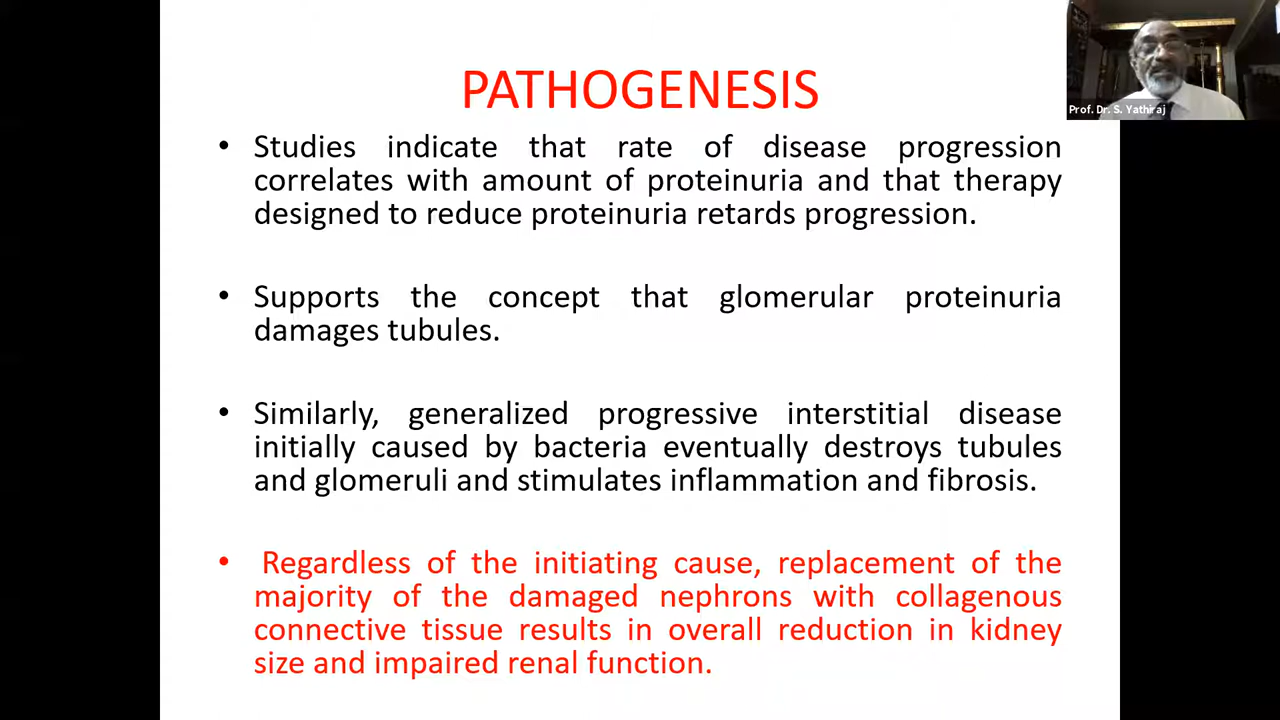 PATHOGENESIS
Prof. Dr. S. Yathiraj
• Studies indicate that rate of disease progression
correlates with amount of proteinuria and that therapy
designed to reduce proteinuria retards progression.
• Supports the concept that glomerular proteinuria
damages tubules.
• Similarly, generalized progressive interstitial disease
initially caused by bacteria eventually destroys tubules
and glomeruli and stimulates inflammation and fibrosis.
• Regardless of the initiating cause, replacement of the
majority of the damaged nephrons with collagenous
connective tissue results in overall reduction in kidney
size and impaired renal function.